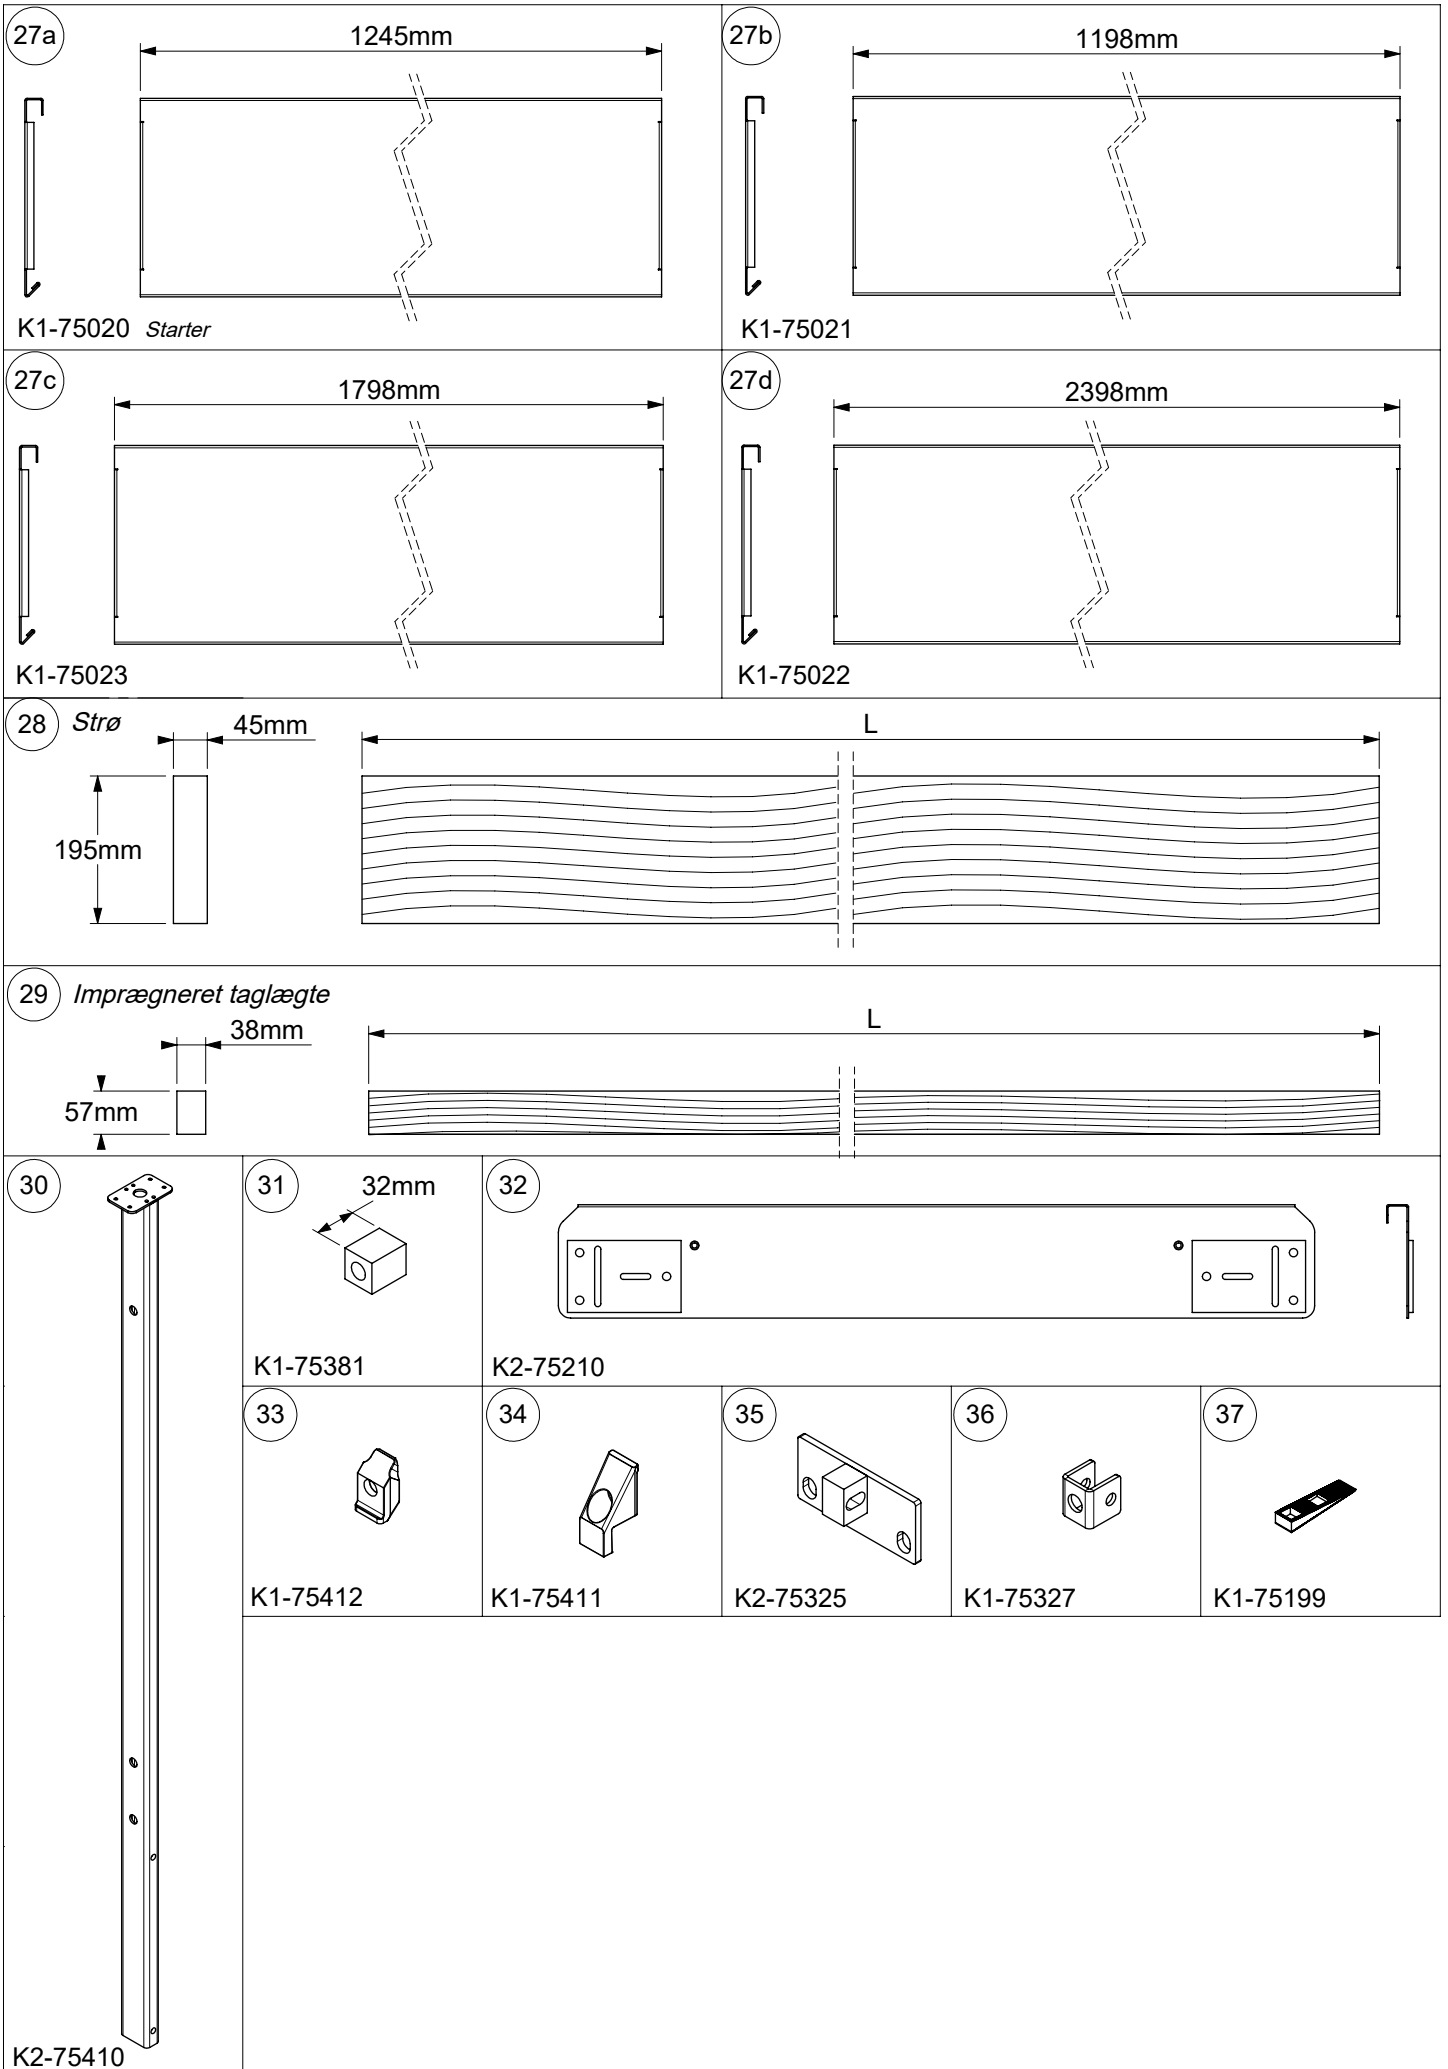 27a
1245mm
K1-75020 Starter
27b
1198mm
K1-75021
27c
1798mm
K1-75023
27d
2398mm
K1-75022
28 Strø
45mm
195mm
L
29 Imprægneret taglægte
38mm
57mm
L
30
K2-75410
31
32mm
K1-75381
32
K2-75210
33
K1-75412
34
K1-75411
35
K2-75325
36
K1-75327
37
K1-75199